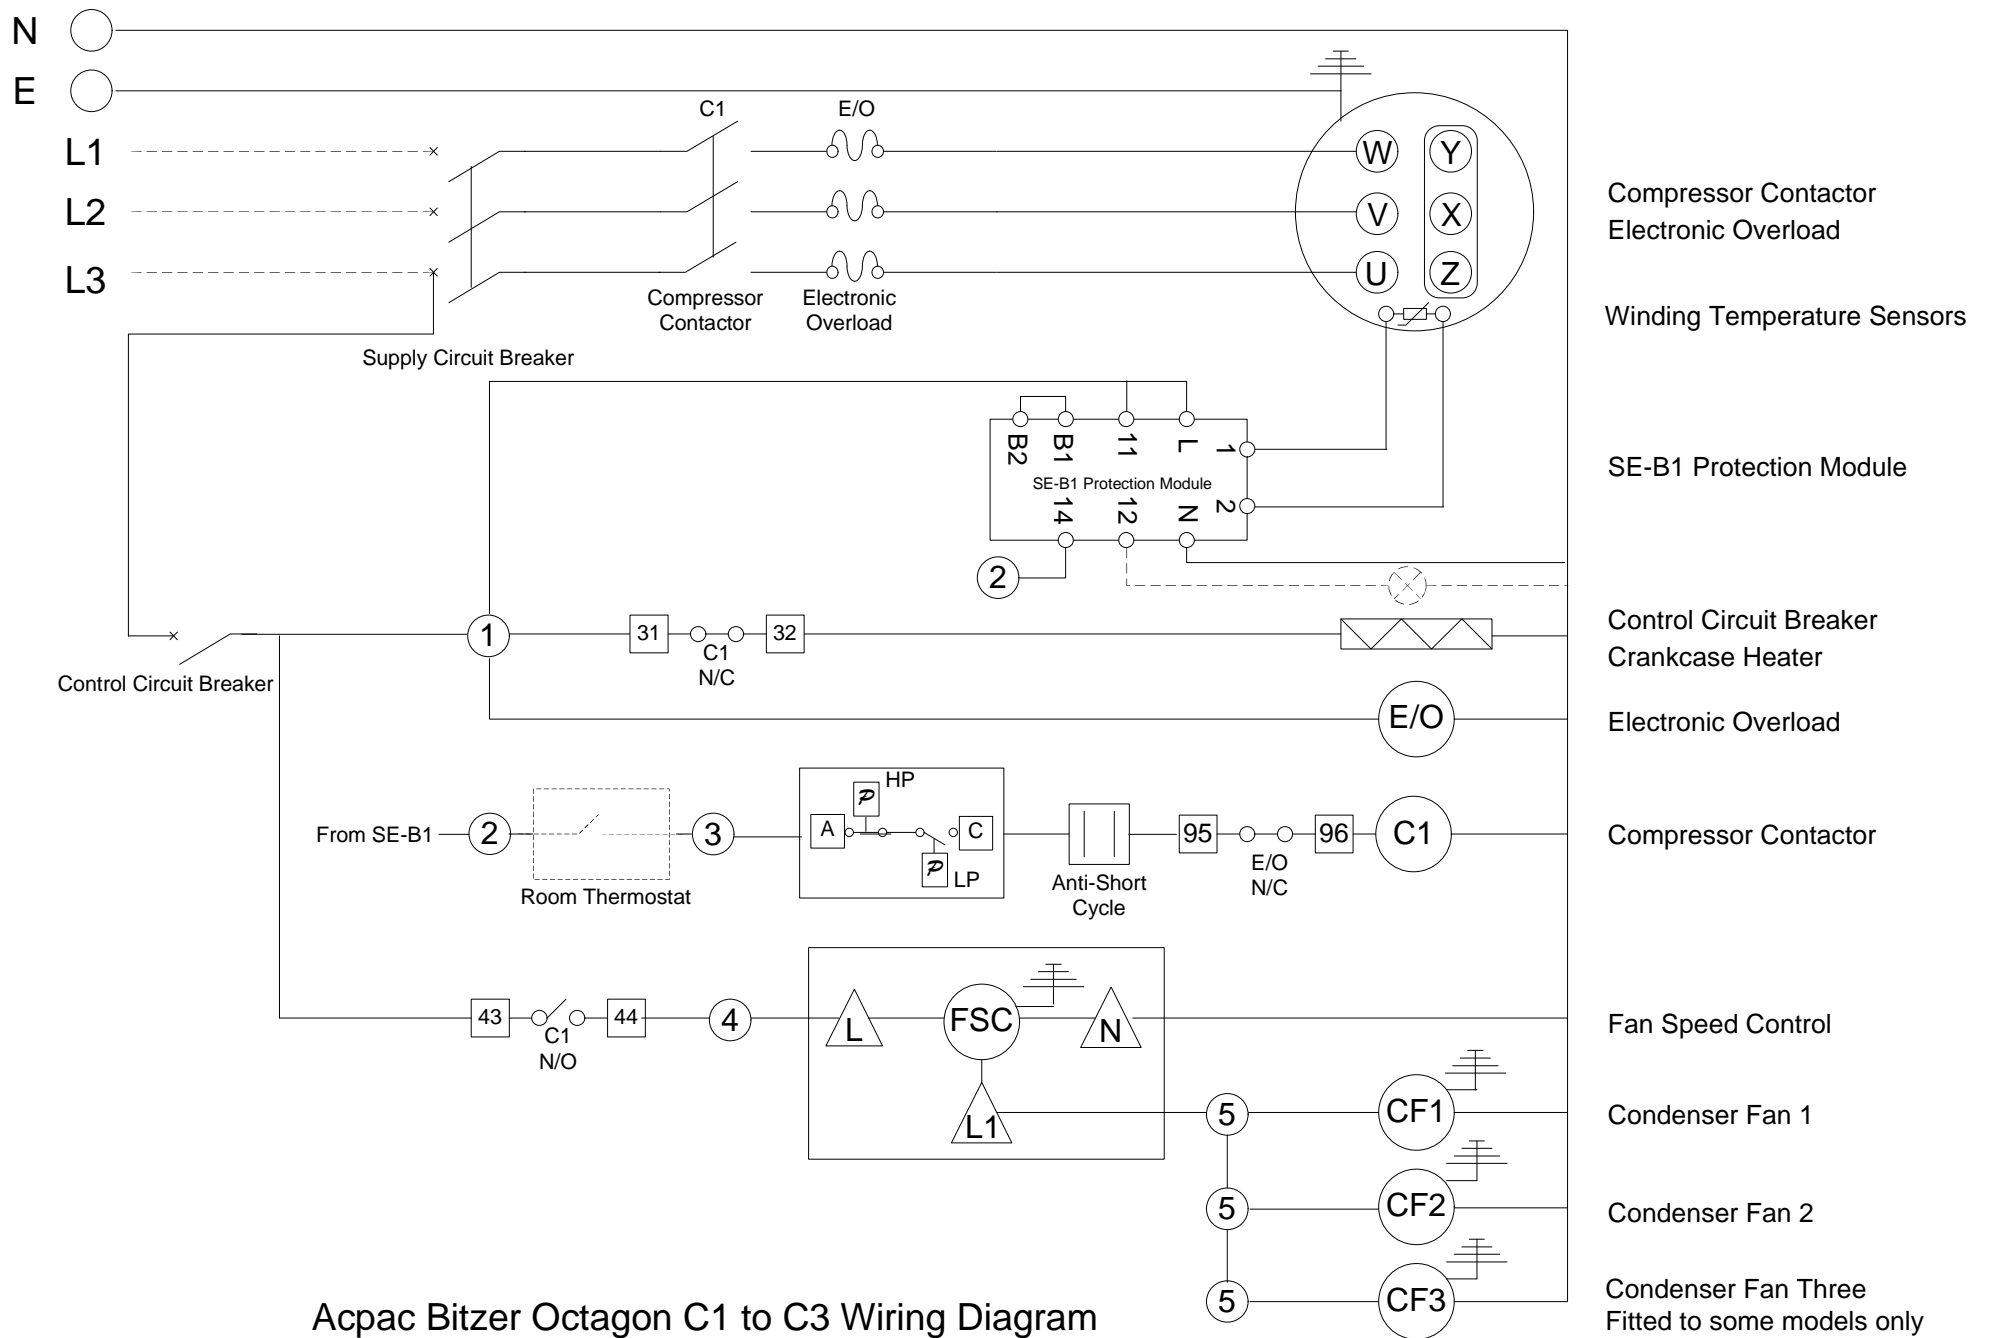 N
E
C1
E/O
L1
W
Y
L2
V
X
Compressor Contactor
Electronic Overload
L3
U
Z
Compressor
Contactor
Electronic
Overload
Winding Temperature Sensors
Supply Circuit Breaker
B2
B1
11
L
1
SE-B1 Protection Module
SE-B1 Protection Module
14
12
N
2
2
Control Circuit Breaker
Crankcase Heater
1
31
C1
N/C
32
Control Circuit Breaker
E/O
Electronic Overload
HP
From SE-B1
2
3
A
C
95
96
C1
Compressor Contactor
P
P
LP
E/O
N/C
Room Thermostat
Anti-Short
Cycle
43
C1
N/O
44
4
L
FSC
N
Fan Speed Control
L1
5
CF1
Condenser Fan 1
5
CF2
Condenser Fan 2
5
CF3
Condenser Fan Three
Fitted to some models only
Acpac Bitzer Octagon C1 to C3 Wiring Diagram